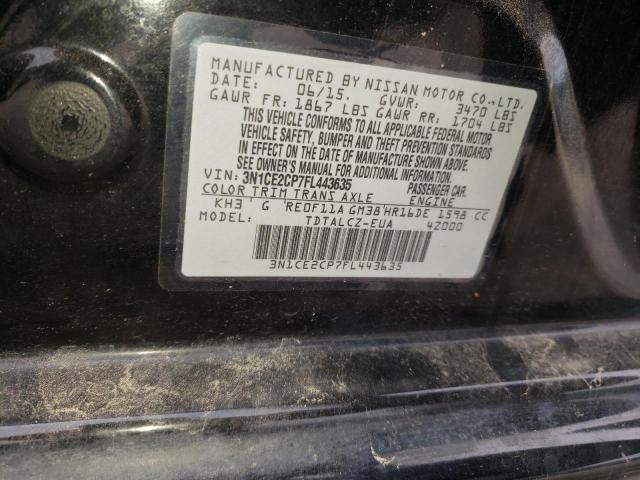 MANUFACTURED BY NISSAN MOTOR CO.,LTD.
DATE: 06/15. GVWR: 3470 LBS
GAWR FR: 1867 LBS GAWR RR: 1704 LBS
THIS VEHICLE CONFORMS TO ALL APPLICABLE FEDERAL MOTOR
VEHICLE SAFETY, BUMPER AND THEFT PREVENTION STANDARDS
IN EFFECT ON THE DATE OF MANUFACTURE SHOWN ABOVE.
SEE OWNER'S MANUAL FOR ADDITIONAL INFORMATION
VIN: 3N1CE2CP7FL443635 PASSENGER CAR.
COLOR TRIM TRANS AXLE ENGINE
KH3 G RE0F11A GM38 HR16DE 1598 CC
MODEL: TDTALCZ-EUA 4Z000
3N1CE2CP7FL443635